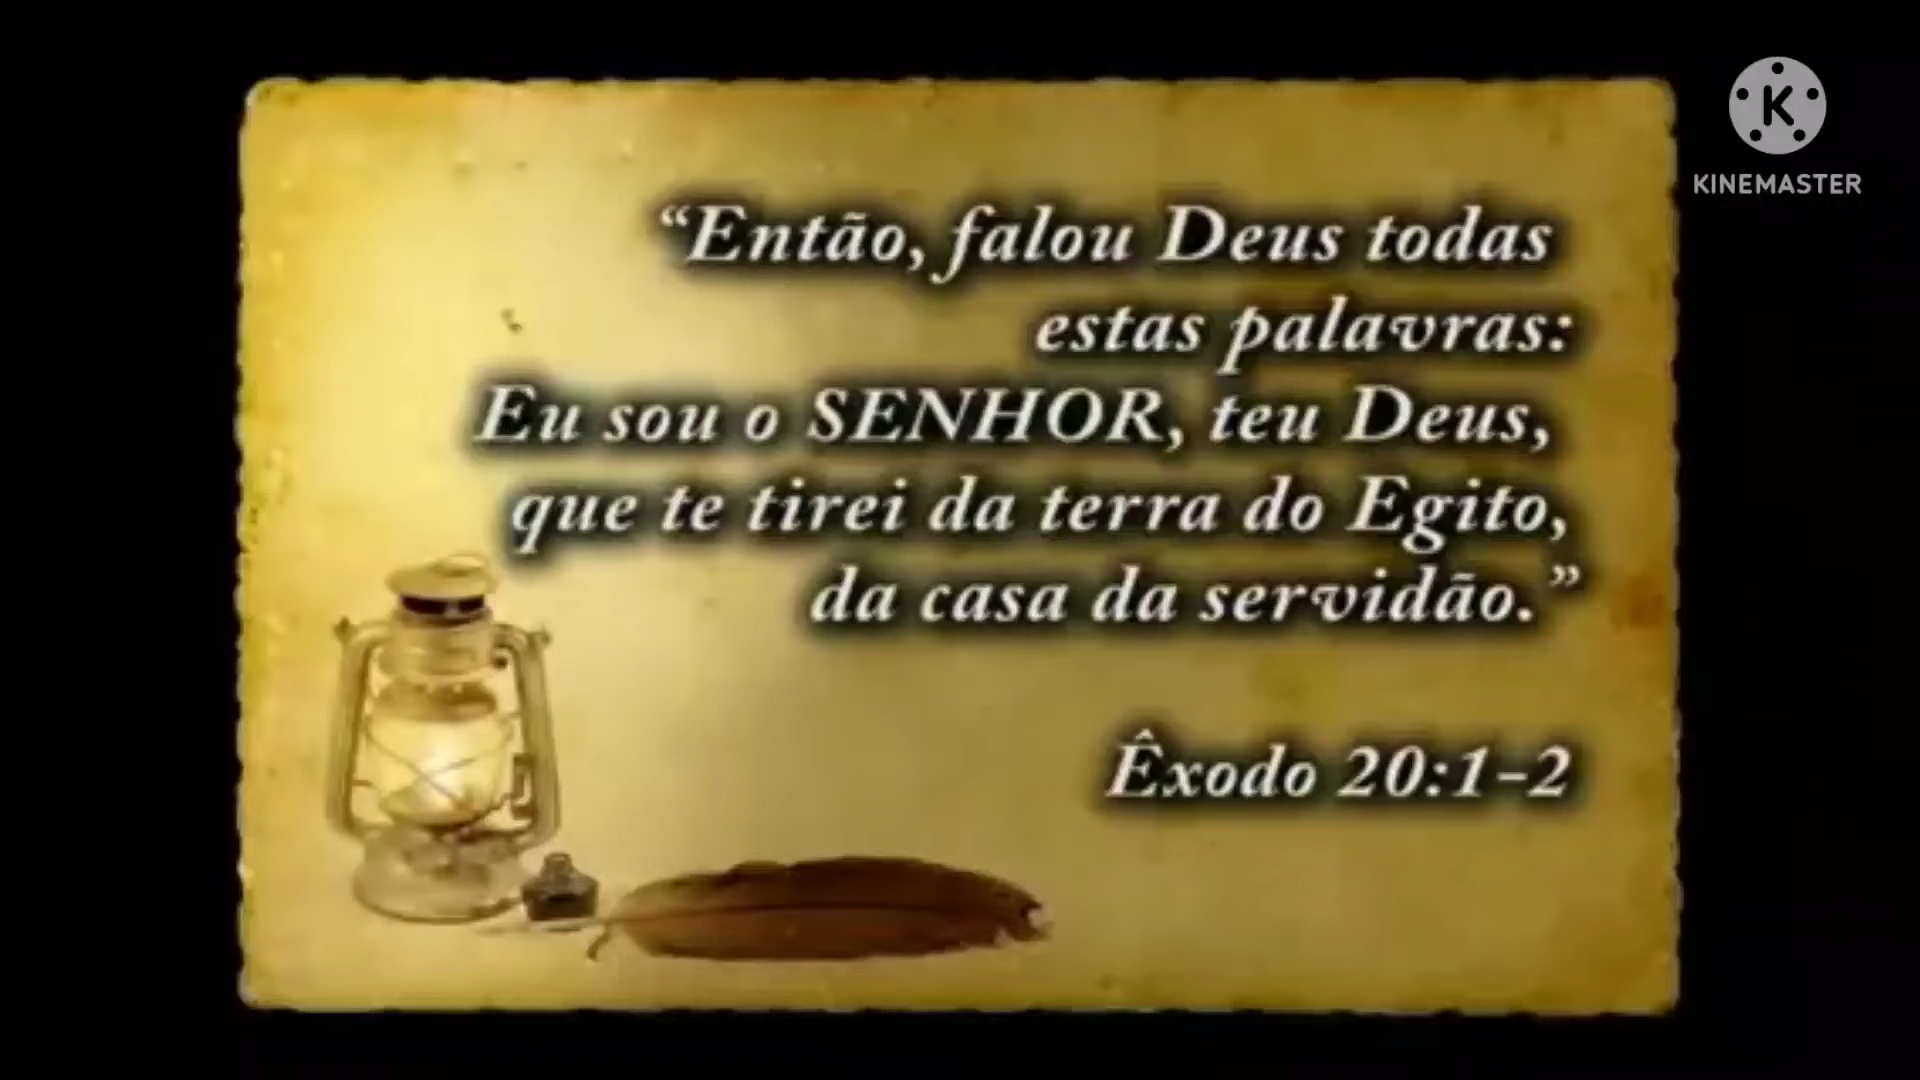 “Então, falou Deus todas
estas palavras:
Eu sou o SENHOR, teu Deus,
que te tirei da terra do Egito,
da casa da servidão.”
Êxodo 20:1-2
K
KINEMASTER